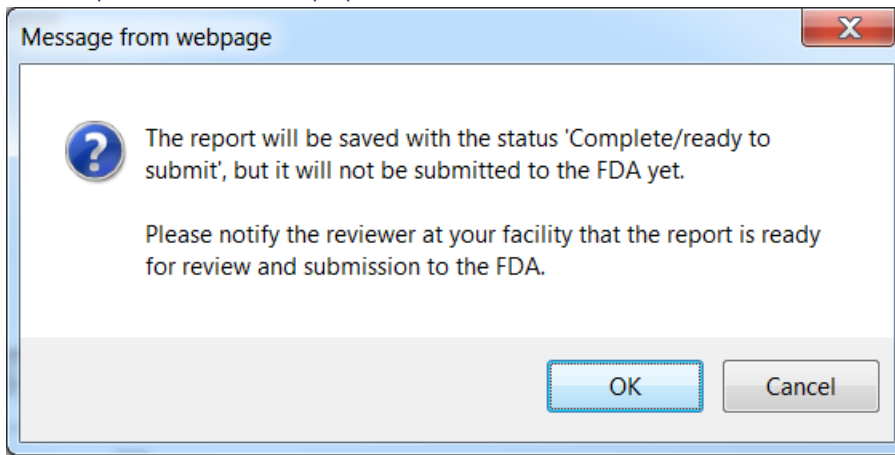 Message from webpage
X
The report will be saved with the status 'Complete/ready to
submit', but it will not be submitted to the FDA yet.
Please notify the reviewer at your facility that the report is ready
for review and submission to the FDA.
OK
Cancel